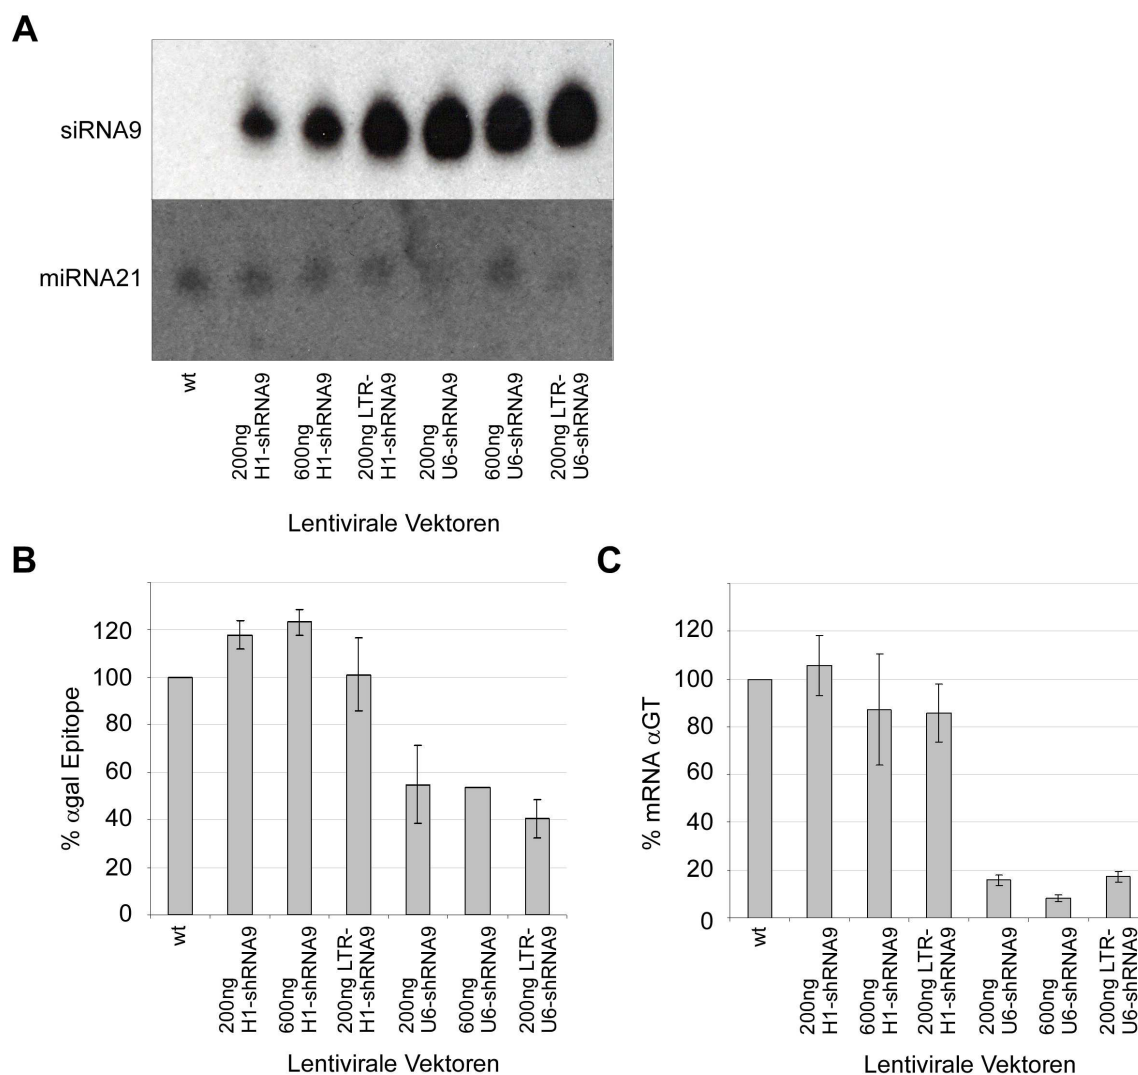 A
siRNA9
miRNA21
wt
200ng
H1-shRNA9
600ng
H1-shRNA9
200ng LTR-
H1-shRNA9
200ng
U6-shRNA9
600ng
U6-shRNA9
200ng LTR-
U6-shRNA9
Lentivirale Vektoren
B
% αgal Epitope
120
100
80
60
40
20
0
wt
200ng
H1-shRNA9
600ng
H1-shRNA9
200ng LTR-
H1-shRNA9
200ng
U6-shRNA9
600ng
U6-shRNA9
200ng LTR-
U6-shRNA9
Lentivirale Vektoren
C
% mRNA αGT
120
100
80
60
40
20
0
wt
200ng
H1-shRNA9
600ng
H1-shRNA9
200ng LTR-
H1-shRNA9
200ng
U6-shRNA9
600ng
U6-shRNA9
200ng LTR-
U6-shRNA9
Lentivirale Vektoren